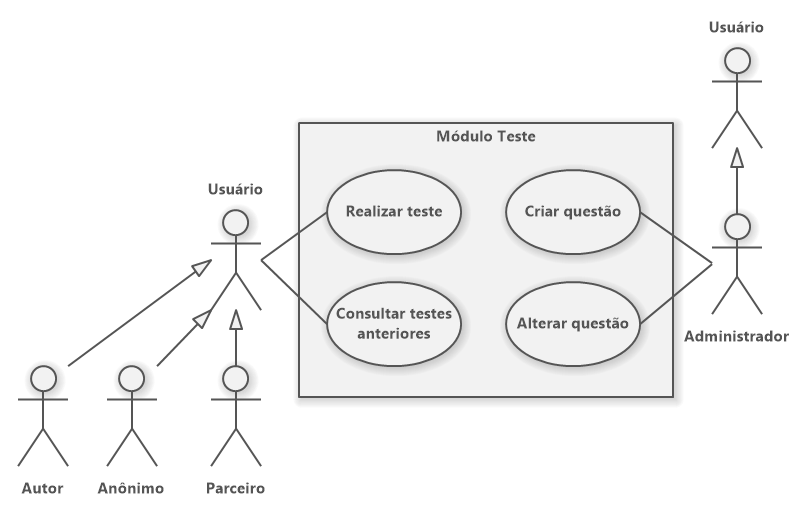 Usuário
Módulo Teste
Usuário
Realizar teste
Criar questão
Consultar testes
anteriores
Alterar questão
Administrador
Autor
Anônimo
Parceiro